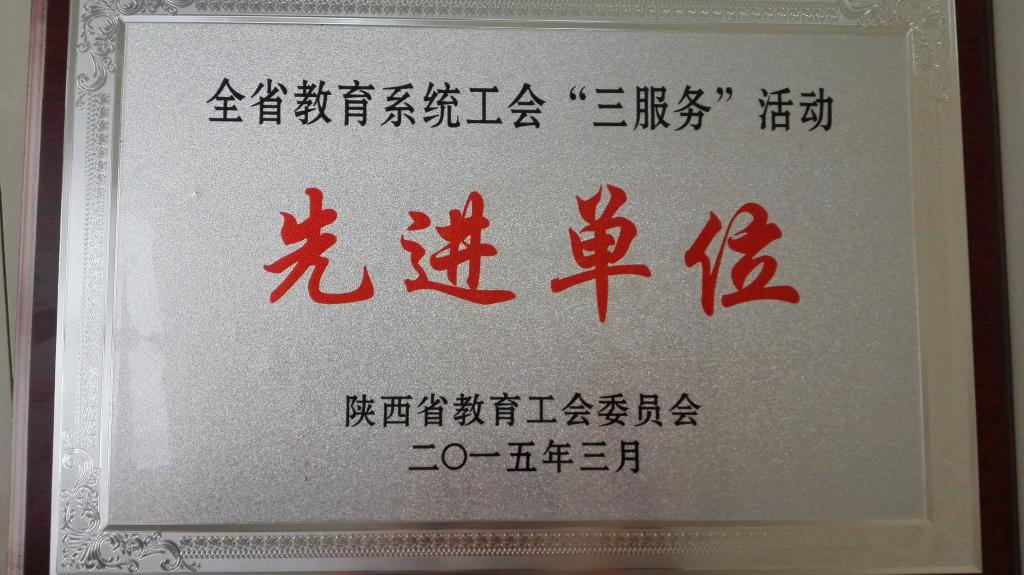 全省教育系统工会“三服务”活动
先进单位
陕西省教育工会委员会
二〇一五年三月